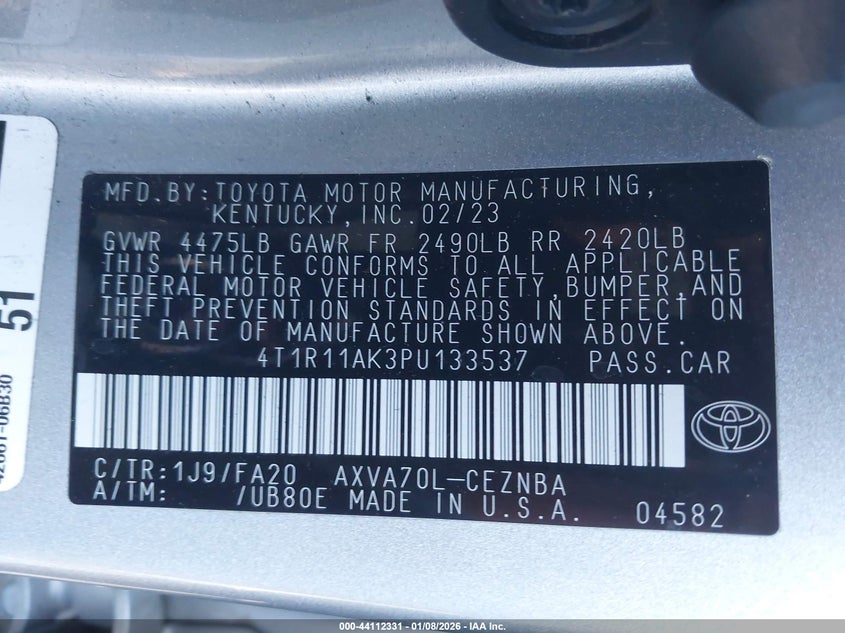 MFD.BY:TOYOTA MOTOR MANUFACTURING,
KENTUCKY,INC.02/23
GVWR 4475LB GAWR FR 2490LB RR 2420LB
THIS VEHICLE CONFORMS TO ALL APPLICABLE
FEDERAL MOTOR VEHICLE SAFETY,BUMPER,AND
THEFT PREVENTION STANDARDS IN EFFECT ON
THE DATE OF MANUFACTURE SHOWN ABOVE.
4T1R11AK3PU133537 PASS.CAR
C/TR:1J9/FA20 AXVA70L-CEZNBA
A/TM: /UB80E MADE IN U.S.A. 04582
51
000-44112331 - 01/08/2026 - IAA Inc.